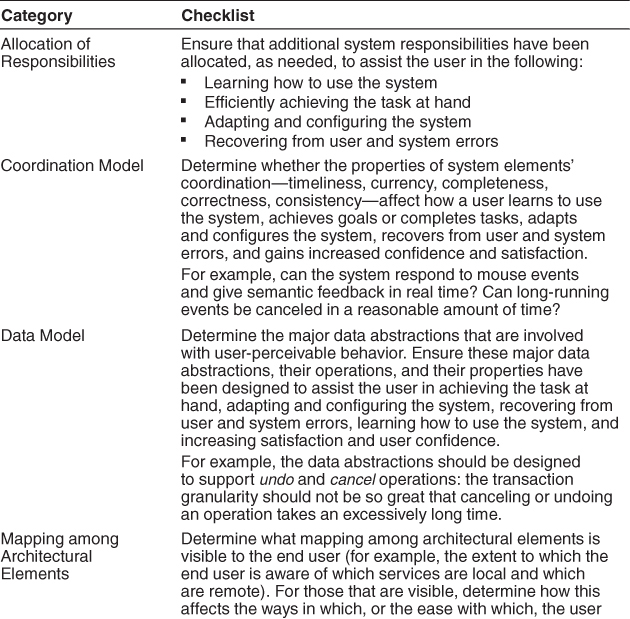 Category Checklist
Allocation of Responsibilities
Ensure that additional system responsibilities have been
allocated, as needed, to assist the user in the following:
▪ Learning how to use the system
▪ Efficiently achieving the task at hand
▪ Adapting and configuring the system
▪ Recovering from user and system errors
Coordination Model
Determine whether the properties of system elements’
coordination—timeliness, currency, completeness,
correctness, consistency—affect how a user learns to use
the system, achieves goals or completes tasks, adapts
and configures the system, recovers from user and system
errors, and gains increased confidence and satisfaction.
For example, can the system respond to mouse events
and give semantic feedback in real time? Can long-running
events be canceled in a reasonable amount of time?
Data Model
Determine the major data abstractions that are involved
with user-perceivable behavior. Ensure these major data
abstractions, their operations, and their properties have
been designed to assist the user in achieving the task at
hand, adapting and configuring the system, recovering from
user and system errors, learning how to use the system, and
increasing satisfaction and user confidence.
For example, the data abstractions should be designed
to support undo and cancel operations: the transaction
granularity should not be so great that canceling or undoing
an operation takes an excessively long time.
Mapping among
Architectural
Elements
Determine what mapping among architectural elements is
visible to the end user (for example, the extent to which the
end user is aware of which services are local and which
are remote). For those that are visible, determine how this
affects the ways in which, or the ease with which, the user